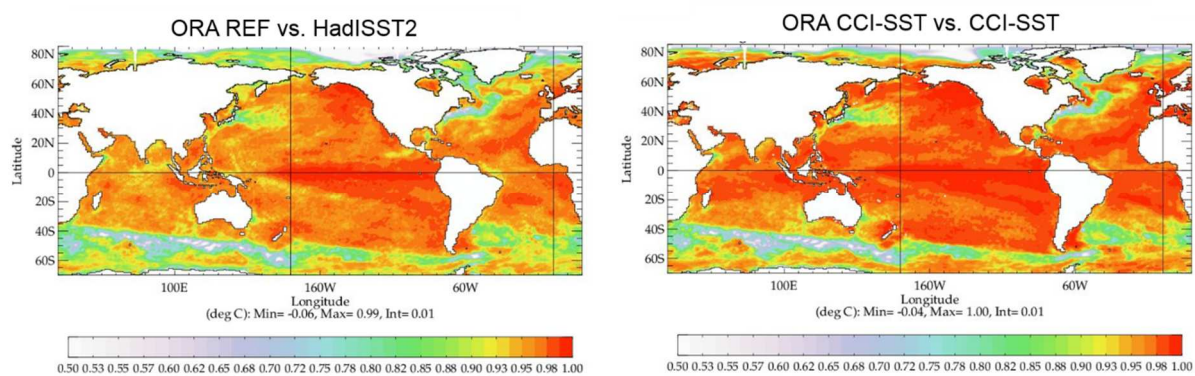 ORA REF vs. HadISST2
80N
60N
40N
20N
0
20S
40S
60S
Latitude
100E 160W 60W
Longitude
(deg C): Min= -0.06, Max= 0.99, Int= 0.01
0.50 0.53 0.55 0.57 0.60 0.62 0.65 0.68 0.70 0.72 0.75 0.78 0.80 0.82 0.85 0.88 0.90 0.93 0.95 0.98 1.00
ORA CCI-SST vs. CCI-SST
80N
60N
40N
20N
0
20S
40S
60S
Latitude
100E 160W 60W
Longitude
(deg C): Min= -0.04, Max= 1.00, Int= 0.01
0.50 0.53 0.55 0.57 0.60 0.62 0.65 0.68 0.70 0.72 0.75 0.78 0.80 0.82 0.85 0.88 0.90 0.93 0.95 0.98 1.00